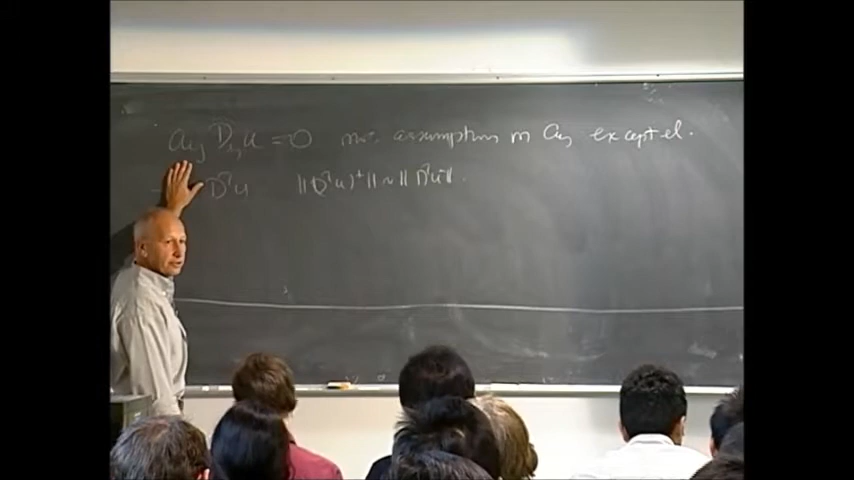 a_ij D_ij u = 0 no assumption on a_ij except el.
D²u ||(D²u)⁺|| ~ ||D²u⁻||.